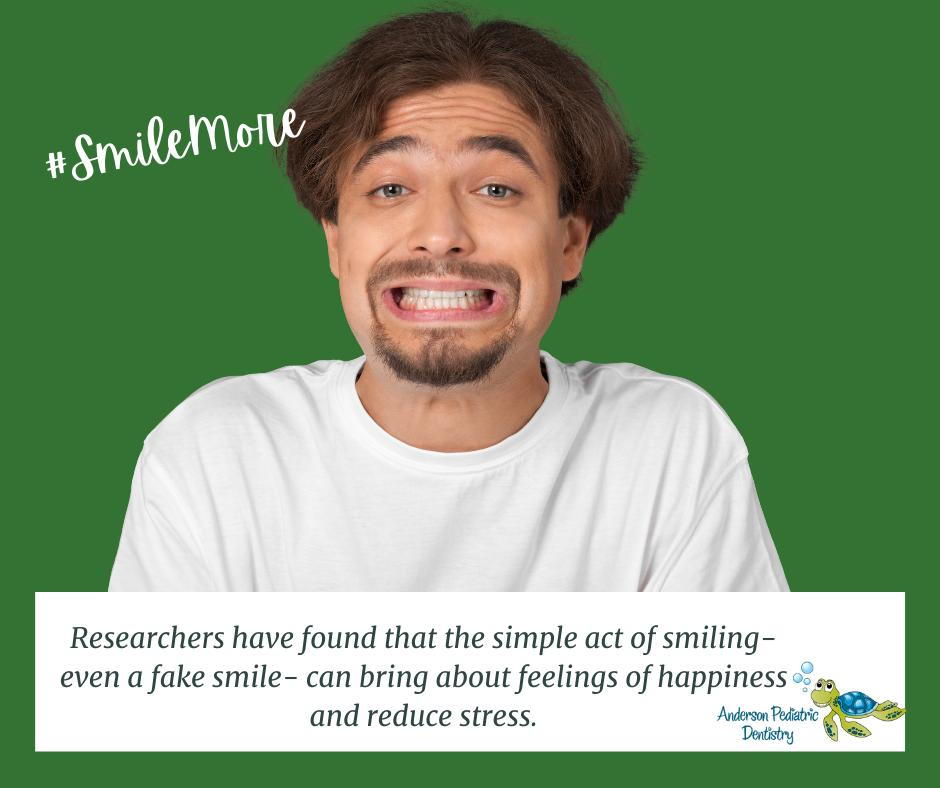 #SmileMore
Researchers have found that the simple act of smiling-
even a fake smile- can bring about feelings of happiness
and reduce stress.
Anderson Pediatric
Dentistry